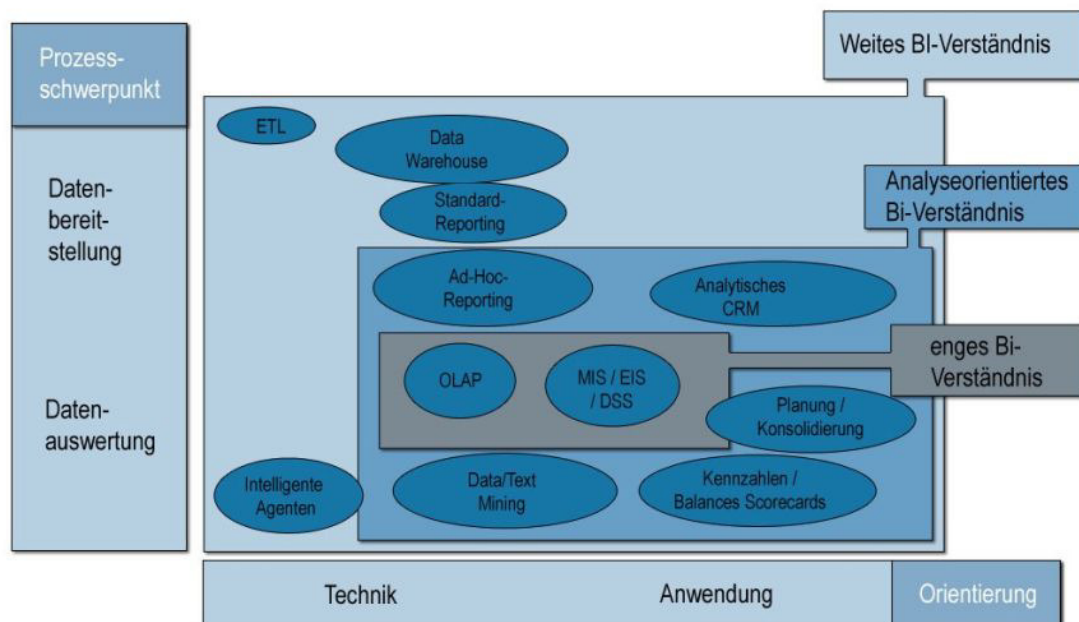 Weites BI-Verständnis
Prozess-
schwerpunkt
ETL
Data
Warehouse
Daten-
bereit-
stellung
Standard-
Reporting
Analyseorientiertes
Bi-Verständnis
Ad-Hoc-
Reporting
Analytisches
CRM
enges Bi-
Verständnis
OLAP
MIS / EIS
/ DSS
Daten-
auswertung
Planung /
Konsolidierung
Intelligente
Agenten
Data/Text
Mining
Kennzahlen /
Balances Scorecards
Technik
Anwendung
Orientierung